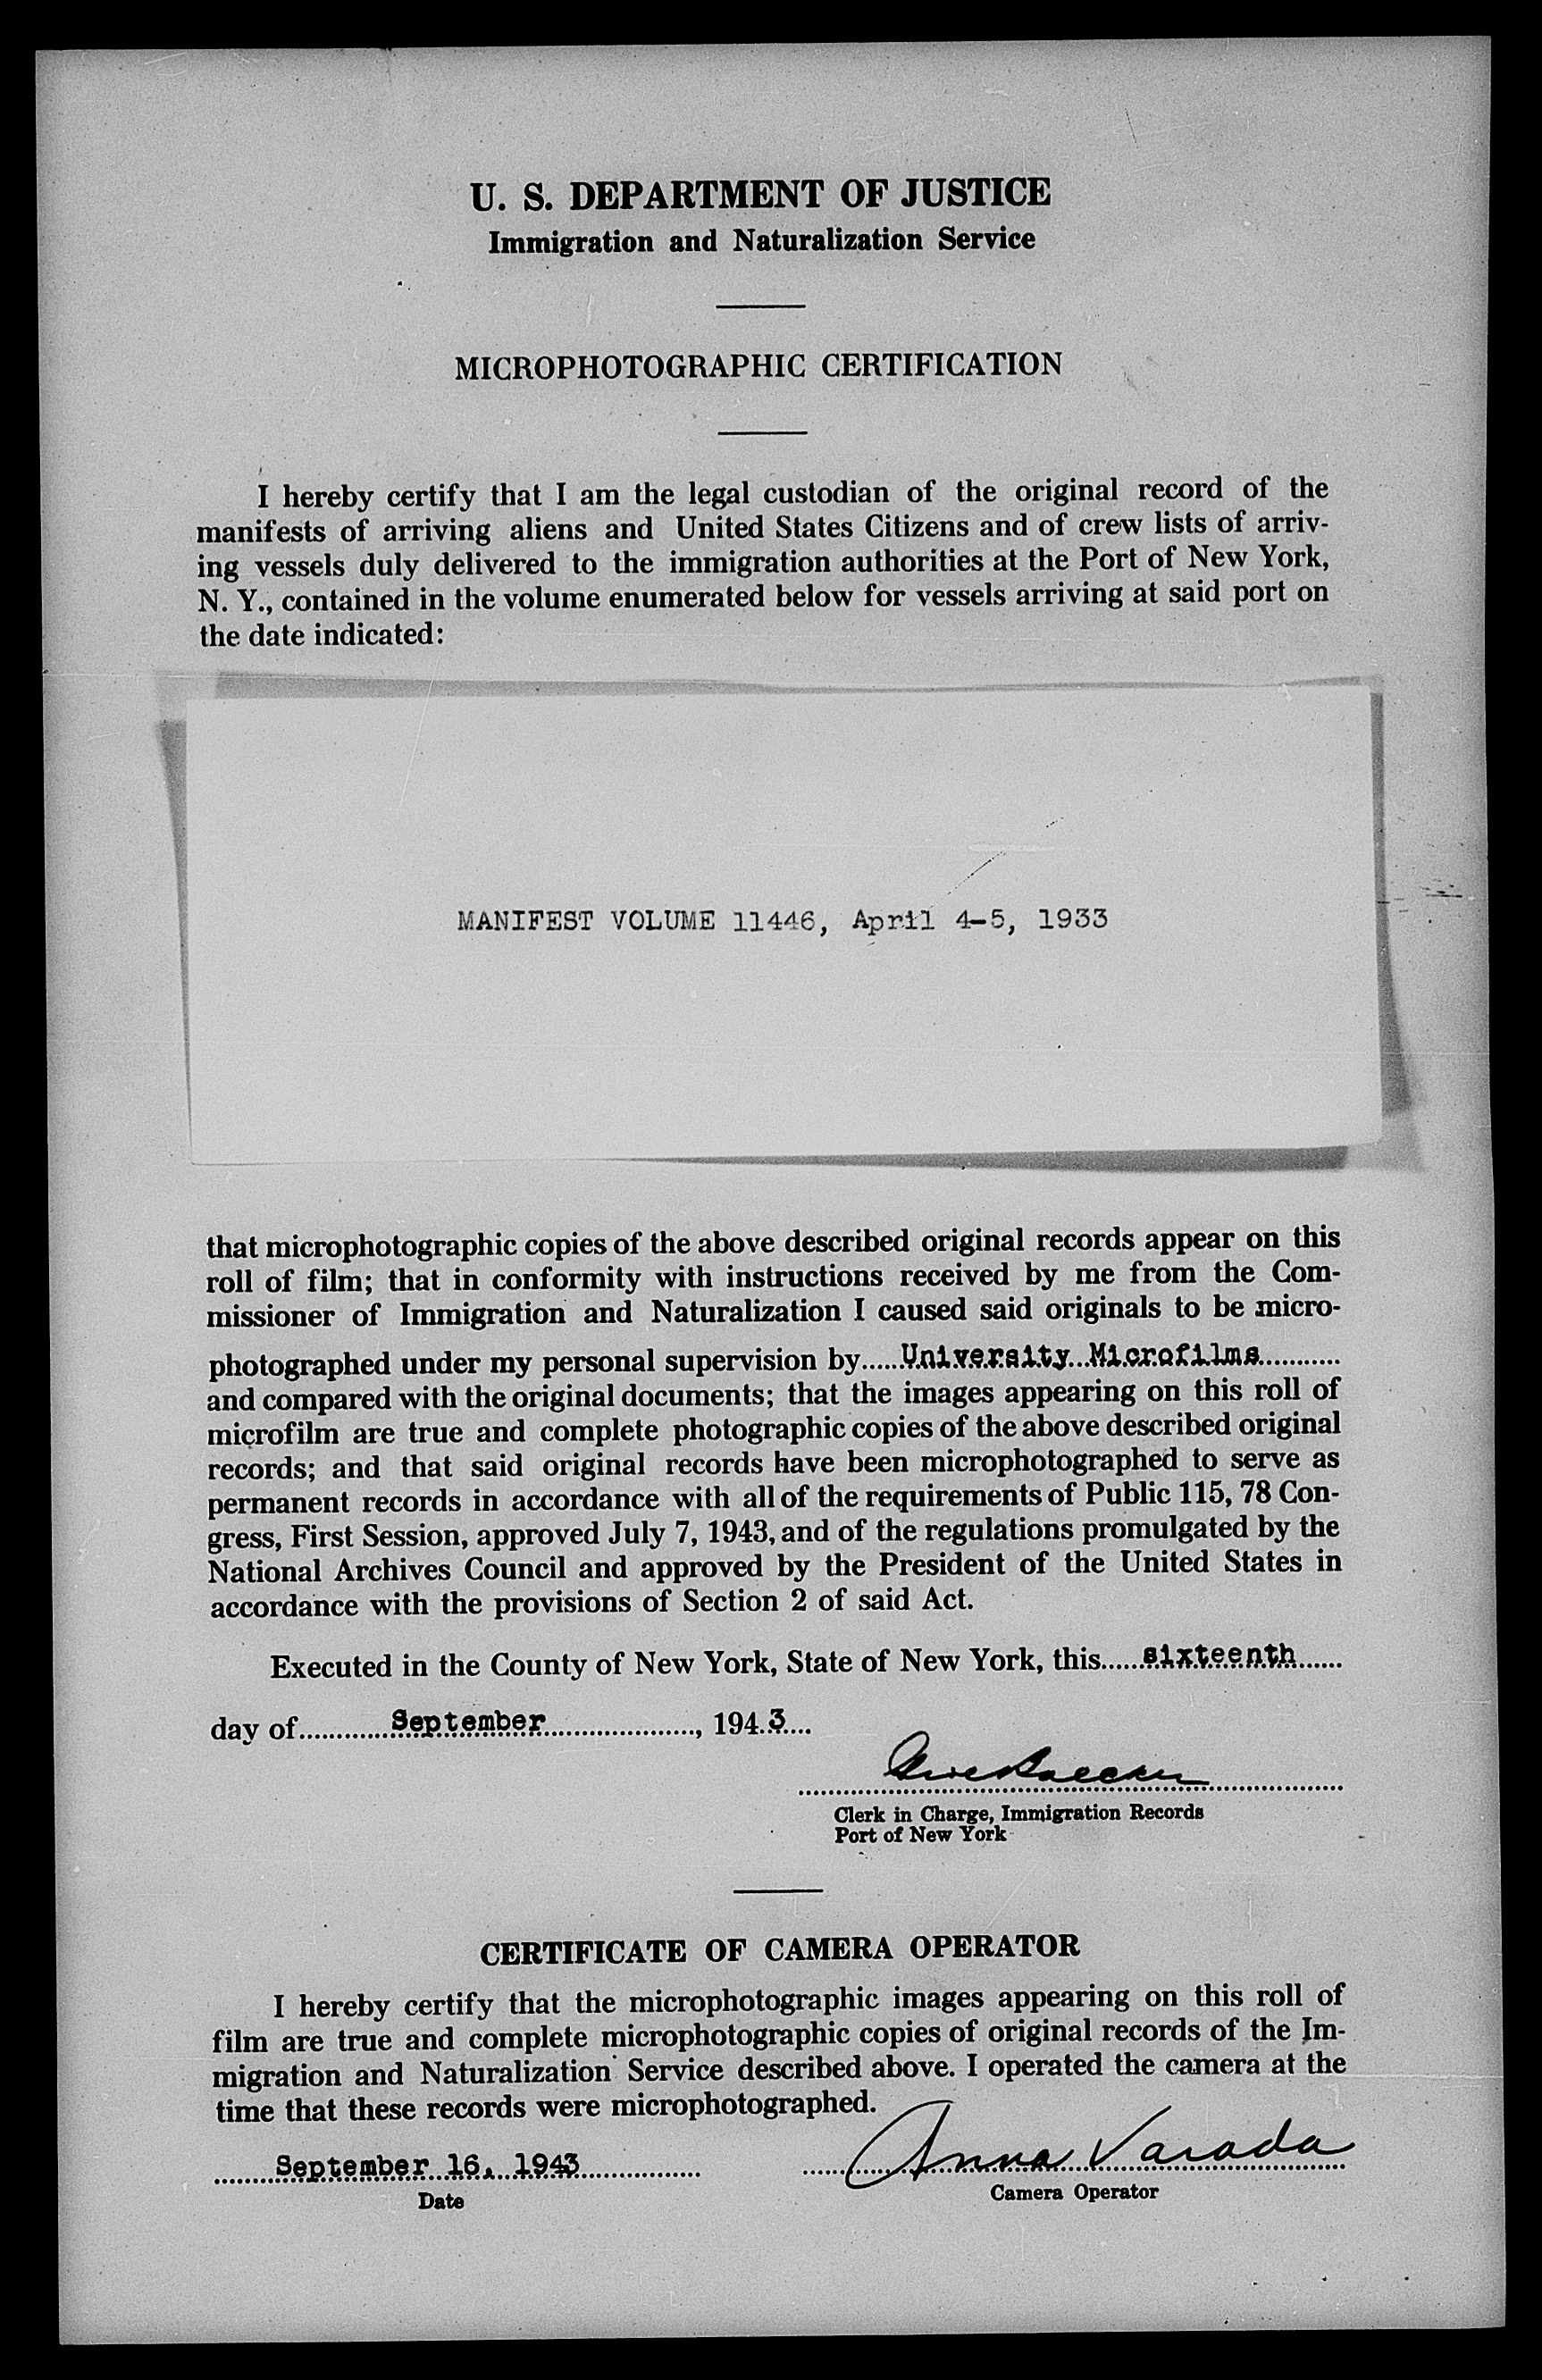 U. S. DEPARTMENT OF JUSTICE
Immigration and Naturalization Service
MICROPHOTOGRAPHIC CERTIFICATION
I hereby certify that I am the legal custodian of the original record of the
manifests of arriving aliens and United States Citizens and of crew lists of arriv-
ing vessels duly delivered to the immigration authorities at the Port of New York,
N. Y., contained in the volume enumerated below for vessels arriving at said port on
the date indicated:
MANIFEST VOLUME 11446, April 4-5, 1933
that microphotographic copies of the above described original records appear on this
roll of film; that in conformity with instructions received by me from the Com-
missioner of Immigration and Naturalization I caused said originals to be micro-
photographed under my personal supervision by.....University Microfilms...........
and compared with the original documents; that the images appearing on this roll of
microfilm are true and complete photographic copies of the above described original
records; and that said original records have been microphotographed to serve as
permanent records in accordance with all of the requirements of Public 115, 78 Con-
gress, First Session, approved July 7, 1943, and of the regulations promulgated by the
National Archives Council and approved by the President of the United States in
accordance with the provisions of Section 2 of said Act.
Executed in the County of New York, State of New York, this......sixteenth......
day of............September...................., 194.3....
Clerk in Charge, Immigration Records
Port of New York
CERTIFICATE OF CAMERA OPERATOR
I hereby certify that the microphotographic images appearing on this roll of
film are true and complete microphotographic copies of original records of the Im-
migration and Naturalization Service described above. I operated the camera at the
time that these records were microphotographed.
September 16, 1943 Anna Varada
Date Camera Operator